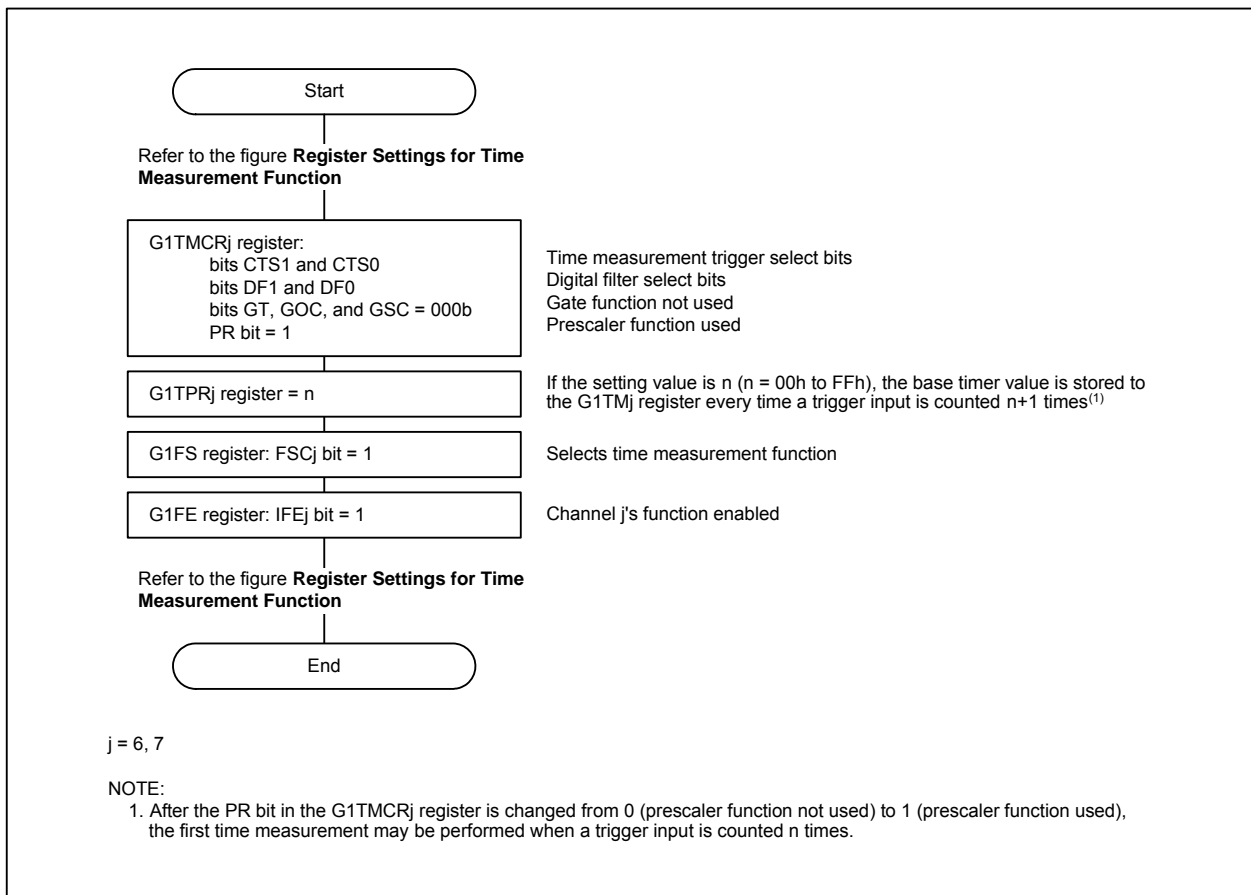 Start
Refer to the figure Register Settings for Time
Measurement Function
G1TMCRj register:
bits CTS1 and CTS0
bits DF1 and DF0
bits GT, GOC, and GSC = 000b
PR bit = 1
Time measurement trigger select bits
Digital filter select bits
Gate function not used
Prescaler function used
G1TPRj register = n
If the setting value is n (n = 00h to FFh), the base timer value is stored to
the G1TMj register every time a trigger input is counted n+1 times(1)
G1FS register: FSCj bit = 1
Selects time measurement function
G1FE register: IFEj bit = 1
Channel j's function enabled
Refer to the figure Register Settings for Time
Measurement Function
End
j = 6, 7
NOTE:
1. After the PR bit in the G1TMCRj register is changed from 0 (prescaler function not used) to 1 (prescaler function used),
the first time measurement may be performed when a trigger input is counted n times.